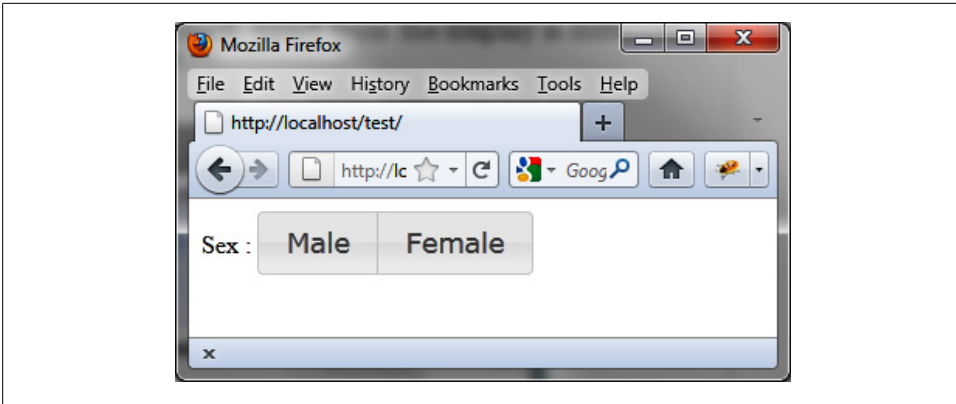 Mozilla Firefox
File Edit View History Bookmarks Tools Help
http://localhost/test/ +
http://lc Goog
Sex : Male Female
x